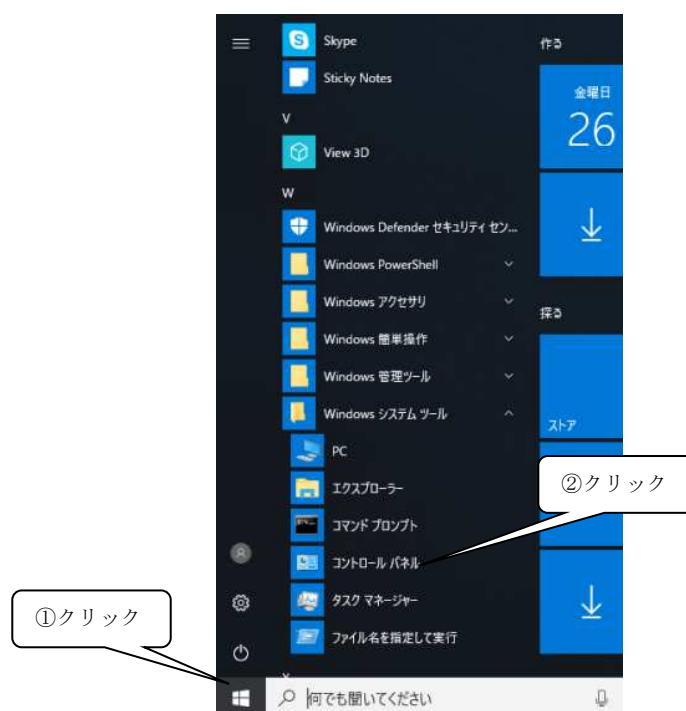 Skype
作る
Sticky Notes
金曜日
26
V
View 3D
W
Windows Defender セキュリティ セン...
Windows PowerShell
Windows アクセサリ
探る
Windows 簡単操作
Windows 管理ツール
Windows システム ツール
ストア
PC
エクスプローラー
②クリック
コマンド プロンプト
コントロール パネル
タスク マネージャー
①クリック
ファイル名を指定して実行
何でも聞いてください